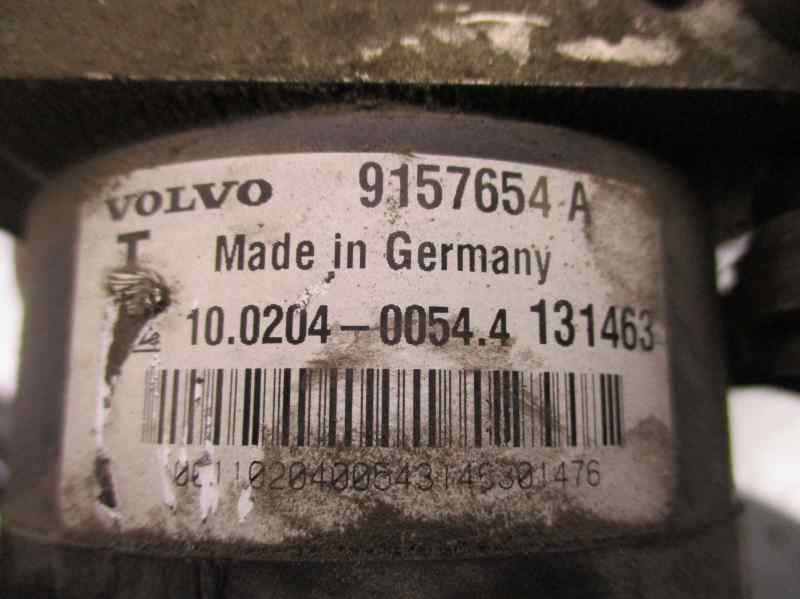 VOLVO 9157654 A
T Made in Germany
10.0204-0054.4 131463